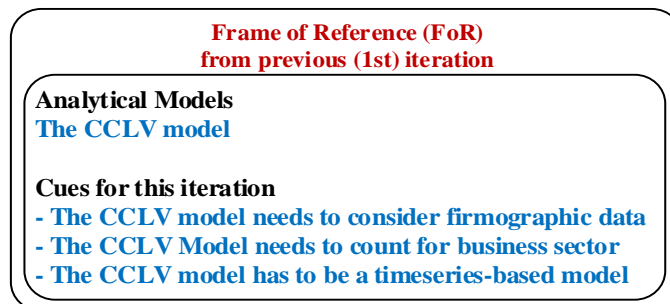 Frame of Reference (FoR)
from previous (1st) iteration
Analytical Models
The CCLV model
Cues for this iteration
- The CCLV model needs to consider firmographic data
- The CCLV Model needs to count for business sector
- The CCLV model has to be a timeseries-based model